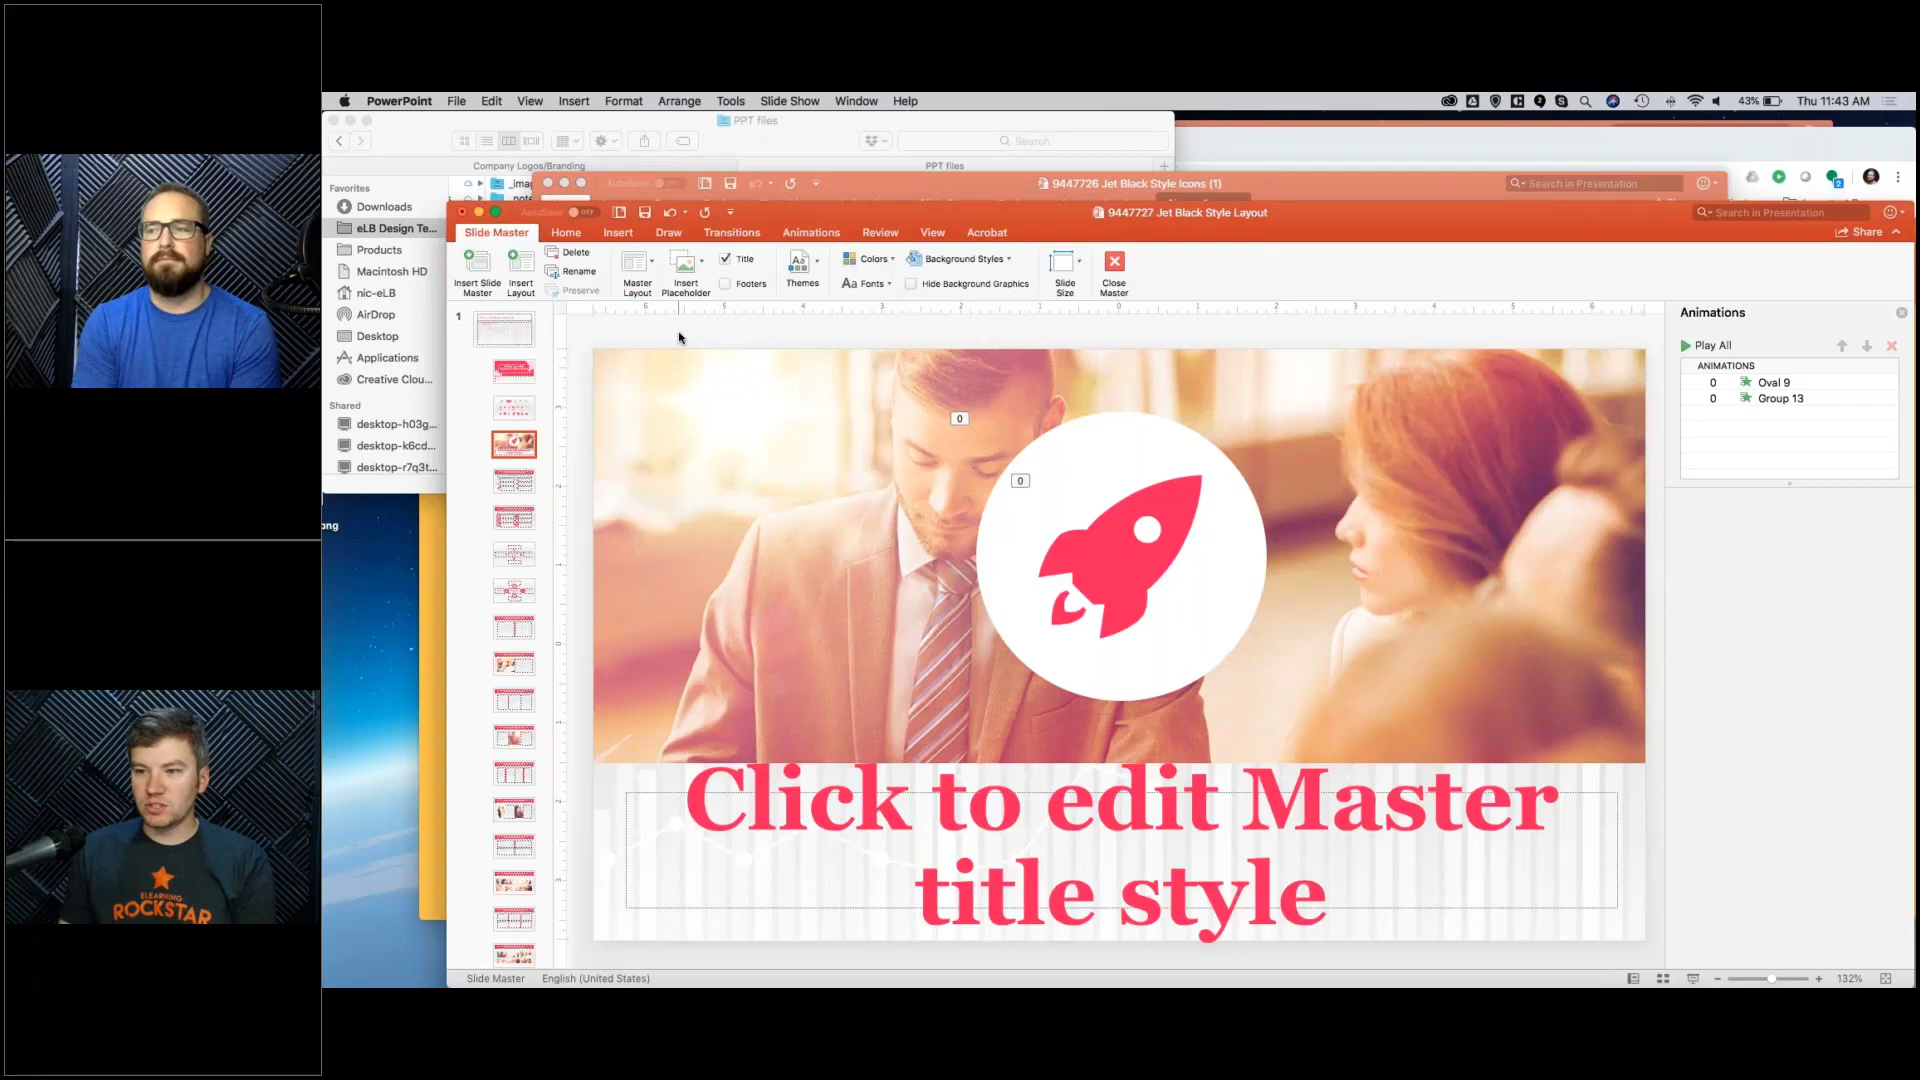 PowerPoint File Edit View Insert Format Arrange Tools Slide Show Window Help
43% Thu 11:43 AM
PPT files
Search
Company Logos/Branding PPT files
Favorites
Downloads
eLB Design Te...
Products
Macintosh HD
nic-eLB
AirDrop
Desktop
Applications
Creative Clou...
Shared
desktop-h03g...
desktop-k6cd...
desktop-r7q3t...
png
AutoSave OFF
9447726 Jet Black Style Icons (1)
Search in Presentation
AutoSave OFF
9447727 Jet Black Style Layout
Search in Presentation
Slide Master Home Insert Draw Transitions Animations Review View Acrobat
Share
Insert Slide Master
Insert Layout
Delete
Rename
Preserve
Master Layout
Insert Placeholder
Title
Footers
Themes
Colors
Fonts
Background Styles
Hide Background Graphics
Slide Size
Close Master
1
0
0
Click to edit Master
title style
Animations
Play All
ANIMATIONS
0 Oval 9
0 Group 13
Slide Master English (United States)
132%
ELEARNING
ROCKSTAR